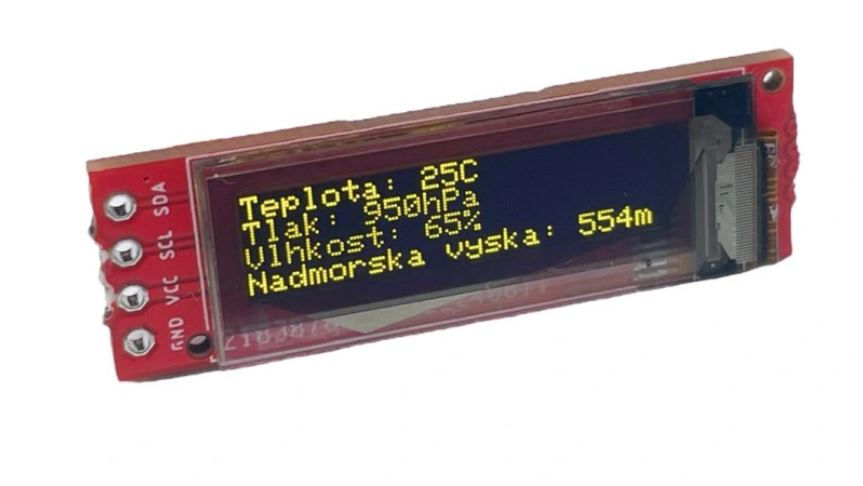 Teplota: 25C
Tlak: 950hPa
Vlhkost: 65%
Nadmorska vyska: 554m
SDA
SCL
VCC
GND